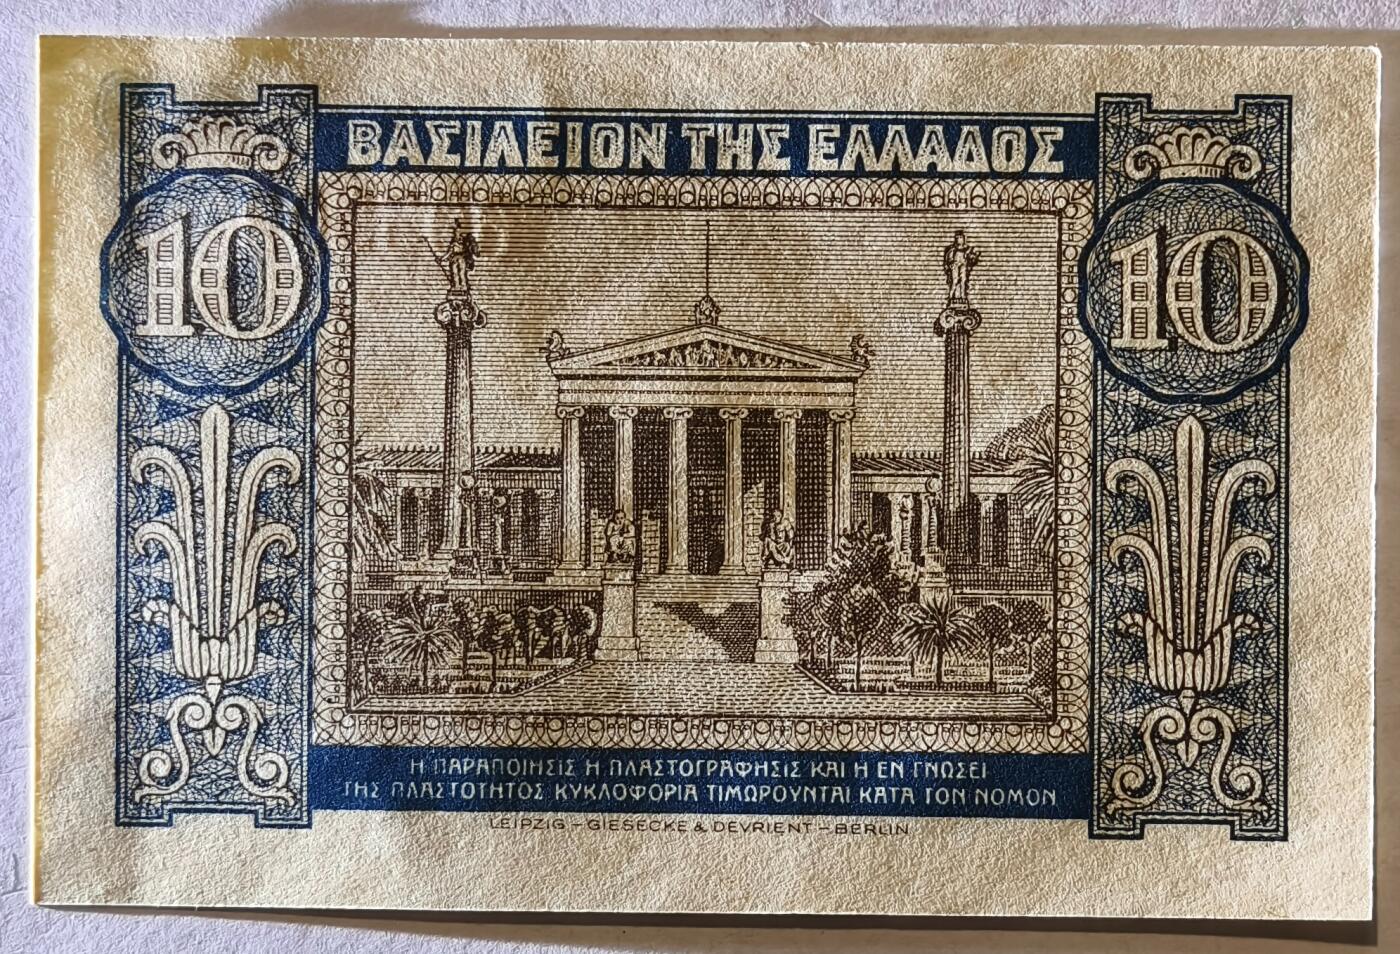 ΒΑΣΙΛΕΙΟΝ ΤΗΣ ΕΛΛΑΔΟΣ
10
10
Η ΠΑΡΑΠΟΙΗΣΙΣ Η ΠΛΑΣΤΟΓΡΑΦΗΣΙΣ ΚΑΙ Η ΕΝ ΓΝΩΣΕΙ
ΤΗΣ ΠΛΑΣΤΟΤΗΤΟΣ ΚΥΚΛΟΦΟΡΙΑ ΤΙΜΩΡΟΥΝΤΑΙ ΚΑΤΑ ΤΟΝ ΝΟΜΟΝ
LEIPZIG – GIESECKE & DEVRIENT – BERLIN